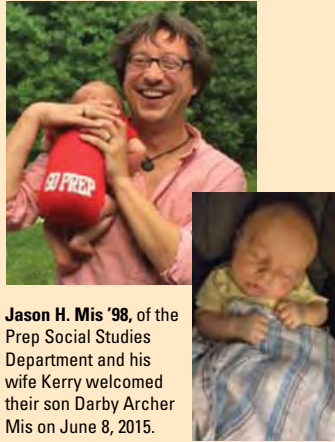 GO PREP
Jason H. Mis ’98, of the
Prep Social Studies
Department and his
wife Kerry welcomed
their son Darby Archer
Mis on June 8, 2015.